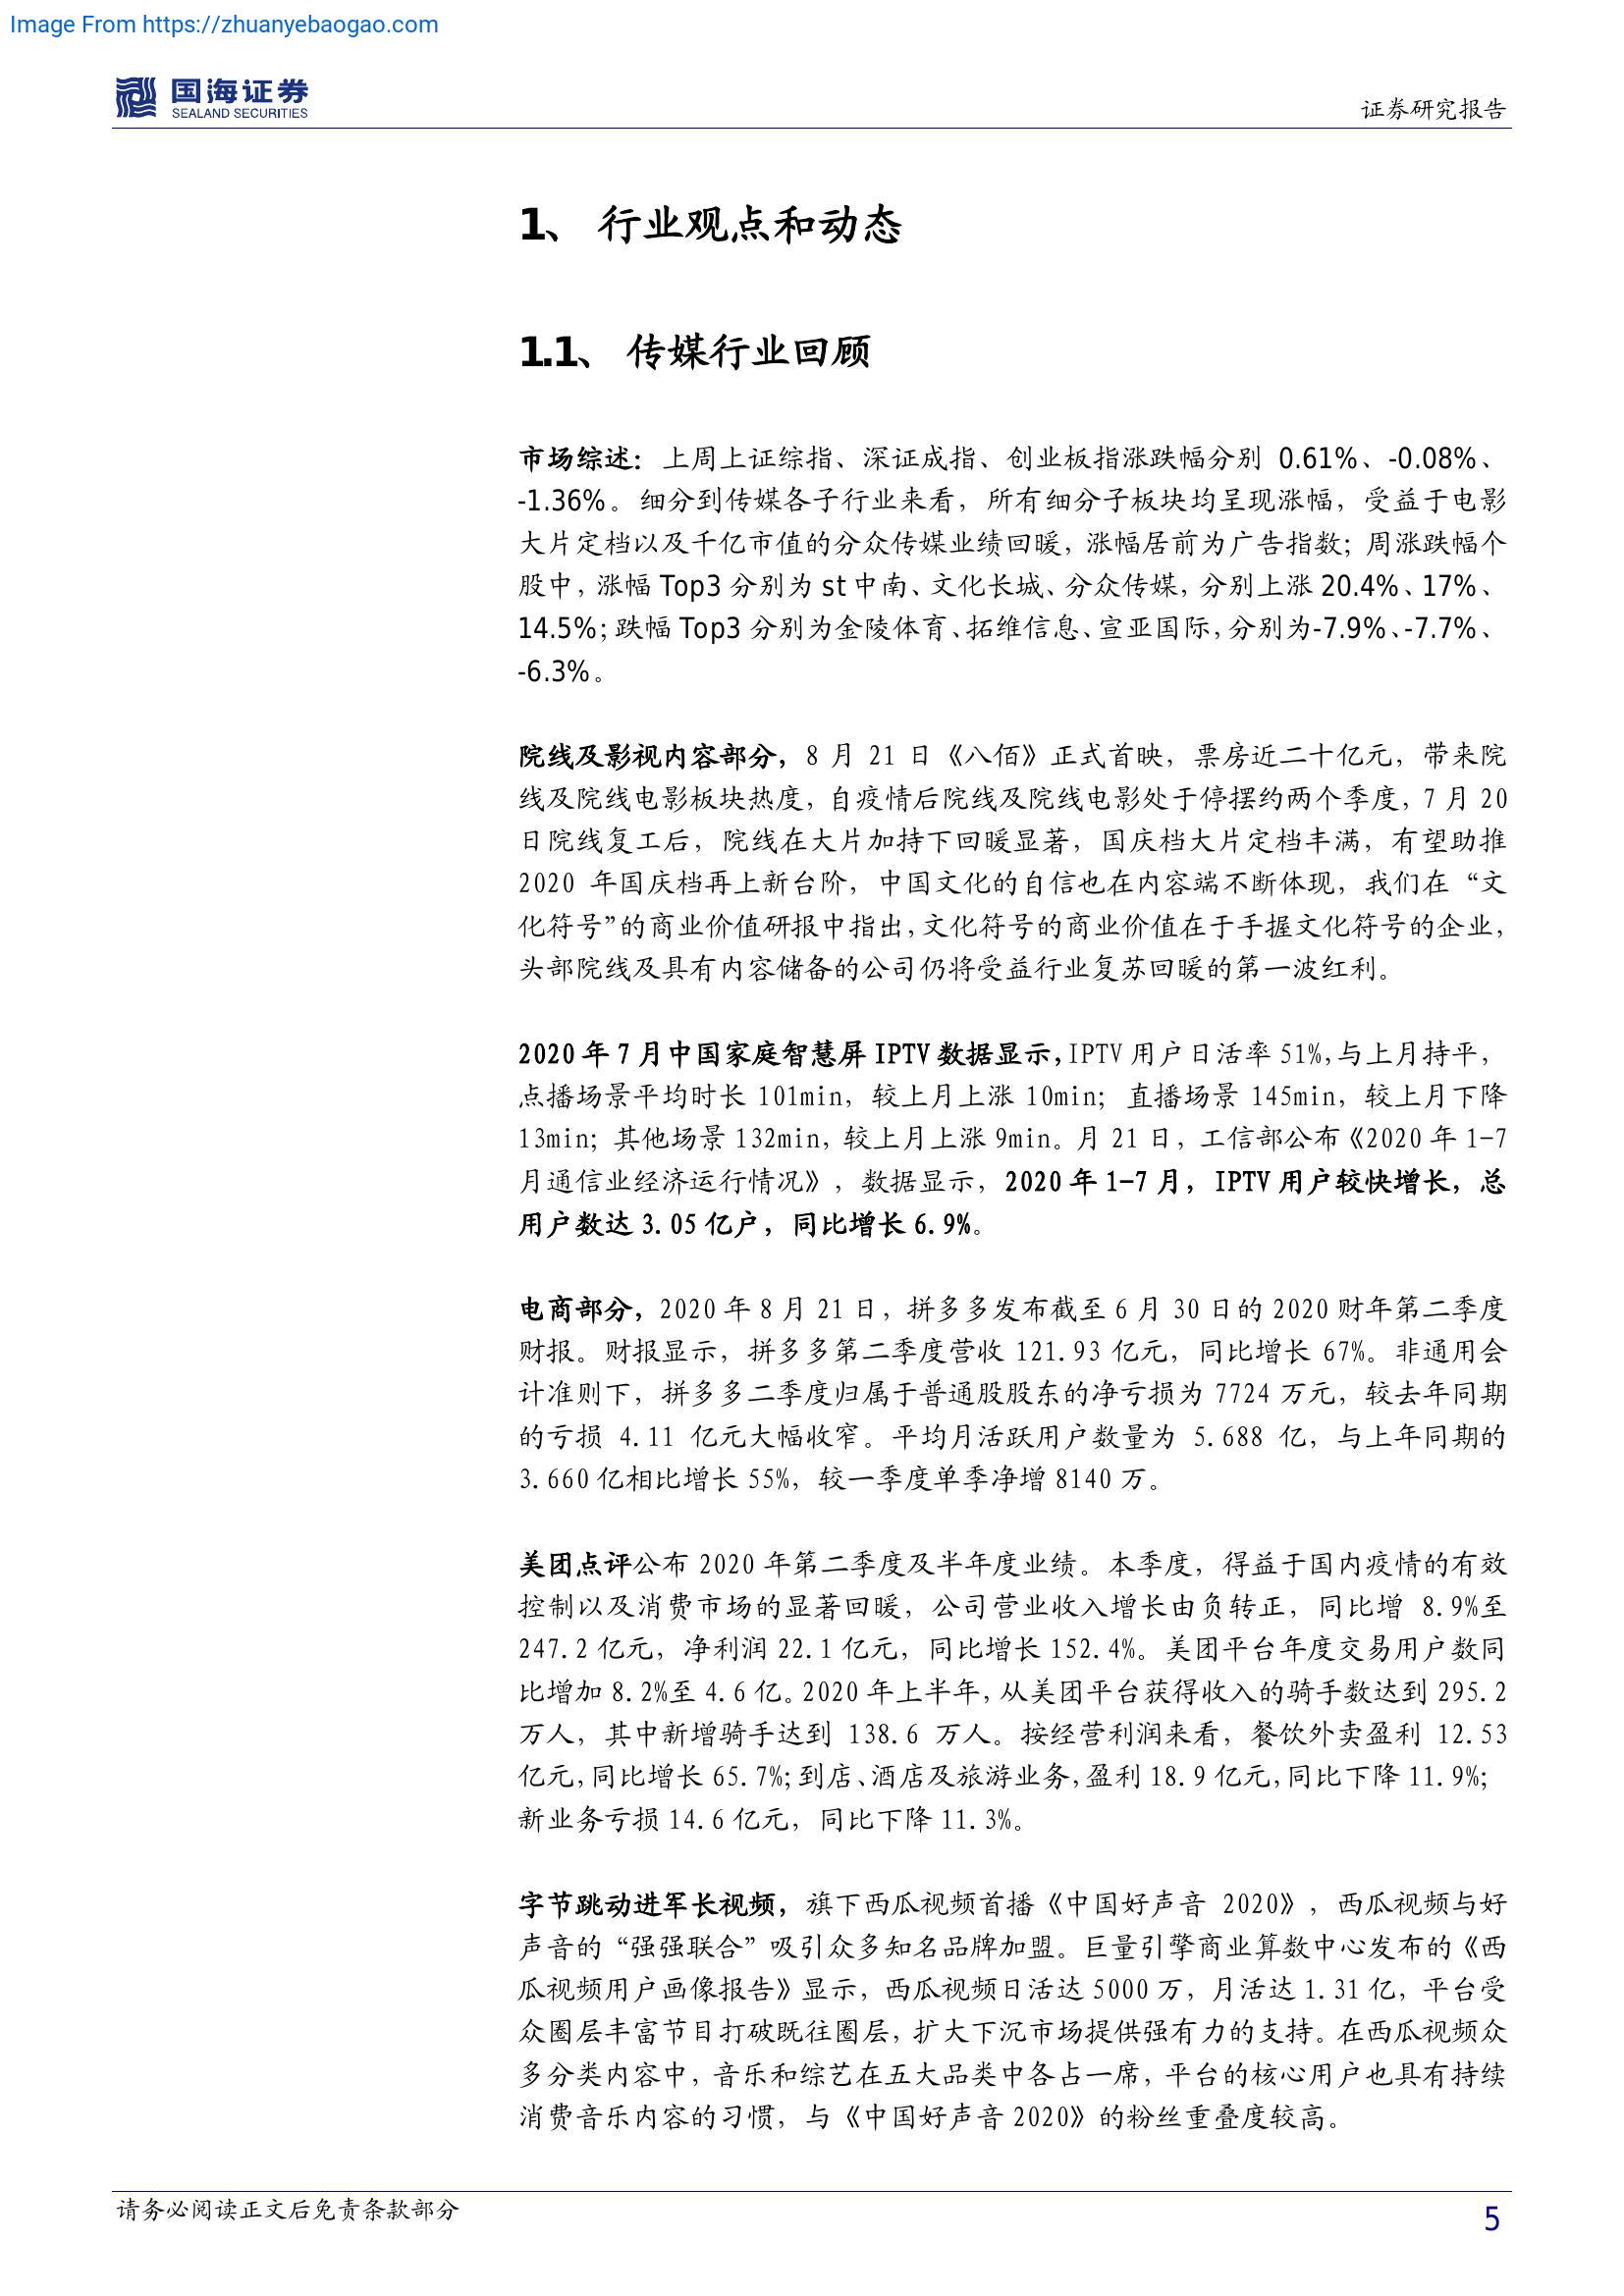 Image From https://zhuanyebaogao.com
国海证券
SEALAND SECURITIES
证券研究报告
1、 行业观点和动态
1.1、 传媒行业回顾
市场综述：上周上证综指、深证成指、创业板指涨跌幅分别 0.61%、-0.08%、
-1.36%。细分到传媒各子行业来看，所有细分子板块均呈现涨幅，受益于电影
大片定档以及千亿市值的分众传媒业绩回暖，涨幅居前为广告指数；周涨跌幅个
股中，涨幅 Top3 分别为 st 中南、文化长城、分众传媒，分别上涨 20.4%、17%、
14.5%；跌幅 Top3 分别为金陵体育、拓维信息、宣亚国际，分别为-7.9%、-7.7%、
-6.3%。
院线及影视内容部分，8 月 21 日《八佰》正式首映，票房近二十亿元，带来院
线及院线电影板块热度，自疫情后院线及院线电影处于停摆约两个季度，7 月 20
日院线复工后，院线在大片加持下回暖显著，国庆档大片定档丰满，有望助推
2020 年国庆档再上新台阶，中国文化的自信也在内容端不断体现，我们在“文
化符号”的商业价值研报中指出，文化符号的商业价值在于手握文化符号的企业，
头部院线及具有内容储备的公司仍将受益行业复苏回暖的第一波红利。
2020 年 7 月中国家庭智慧屏 IPTV 数据显示，IPTV 用户日活率 51%，与上月持平，
点播场景平均时长 101min，较上月上涨 10min；直播场景 145min，较上月下降
13min；其他场景 132min，较上月上涨 9min。月 21 日，工信部公布《2020 年 1-7
月通信业经济运行情况》，数据显示，2020 年 1-7 月，IPTV 用户较快增长，总
用户数达 3.05 亿户，同比增长 6.9%。
电商部分，2020 年 8 月 21 日，拼多多发布截至 6 月 30 日的 2020 财年第二季度
财报。财报显示，拼多多第二季度营收 121.93 亿元，同比增长 67%。非通用会
计准则下，拼多多二季度归属于普通股股东的净亏损为 7724 万元，较去年同期
的亏损 4.11 亿元大幅收窄。平均月活跃用户数量为 5.688 亿，与上年同期的
3.660 亿相比增长 55%，较一季度单季净增 8140 万。
美团点评公布 2020 年第二季度及半年度业绩。本季度，得益于国内疫情的有效
控制以及消费市场的显著回暖，公司营业收入增长由负转正，同比增 8.9%至
247.2 亿元，净利润 22.1 亿元，同比增长 152.4%。美团平台年度交易用户数同
比增加 8.2%至 4.6 亿。2020 年上半年，从美团平台获得收入的骑手数达到 295.2
万人，其中新增骑手达到 138.6 万人。按经营利润来看，餐饮外卖盈利 12.53
亿元，同比增长 65.7%；到店、酒店及旅游业务，盈利 18.9 亿元，同比下降 11.9%；
新业务亏损 14.6 亿元，同比下降 11.3%。
字节跳动进军长视频，旗下西瓜视频首播《中国好声音 2020》，西瓜视频与好
声音的“强强联合”吸引众多知名品牌加盟。巨量引擎商业算数中心发布的《西
瓜视频用户画像报告》显示，西瓜视频日活达 5000 万，月活达 1.31 亿，平台受
众圈层丰富节目打破既往圈层，扩大下沉市场提供强有力的支持。在西瓜视频众
多分类内容中，音乐和综艺在五大品类中各占一席，平台的核心用户也具有持续
消费音乐内容的习惯，与《中国好声音 2020》的粉丝重叠度较高。
请务必阅读正文后免责条款部分
5